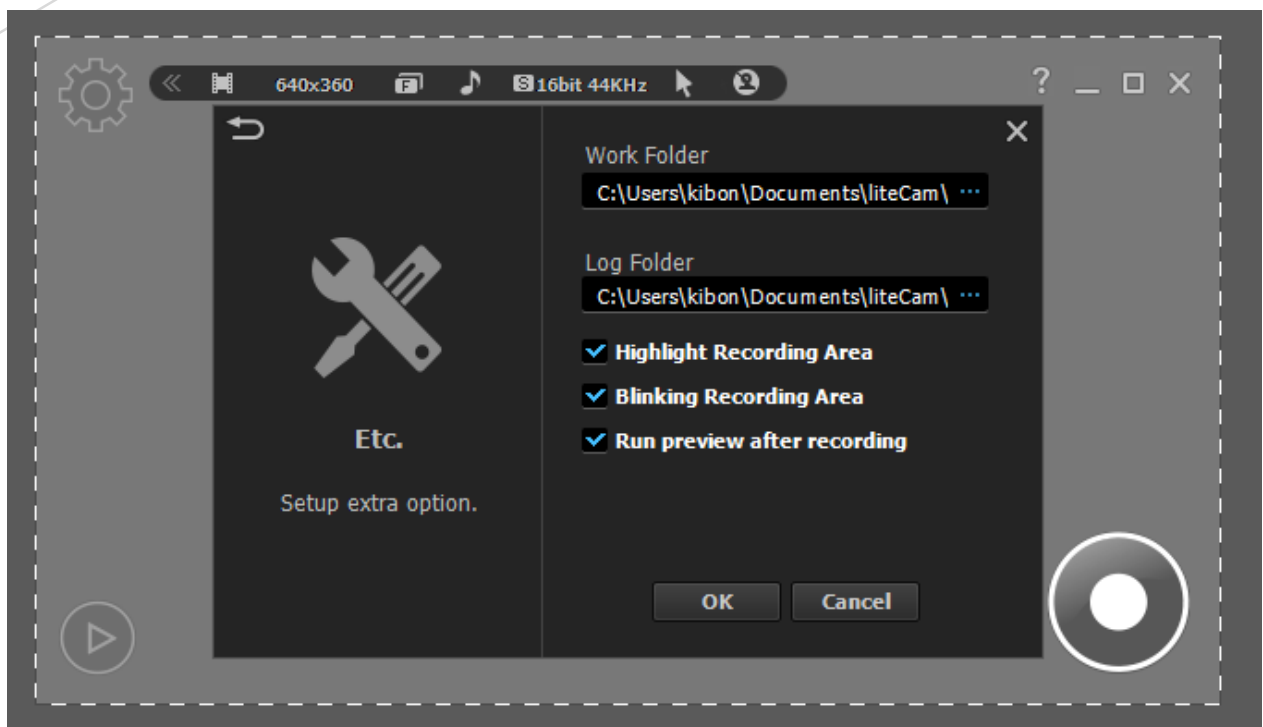 640x360 F S 16bit 44KHz ?
Work Folder
C:\Users\kibon\Documents\liteCam\ ...
Log Folder
C:\Users\kibon\Documents\liteCam\ ...
Highlight Recording Area
Blinking Recording Area
Run preview after recording
Etc.
Setup extra option.
OK Cancel